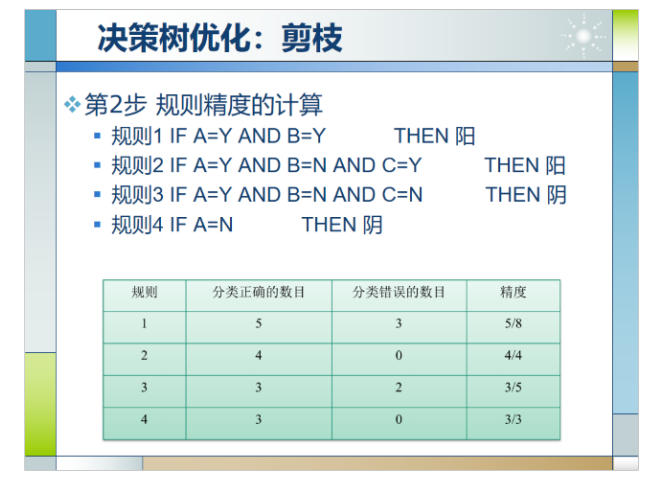 决策树优化：剪枝
第2步 规则精度的计算
规则1 IF A=Y AND B=Y THEN 阳
规则2 IF A=Y AND B=N AND C=Y THEN 阳
规则3 IF A=Y AND B=N AND C=N THEN 阴
规则4 IF A=N THEN 阴
规则 分类正确的数目 分类错误的数目 精度
1 5 3 5/8
2 4 0 4/4
3 3 2 3/5
4 3 0 3/3